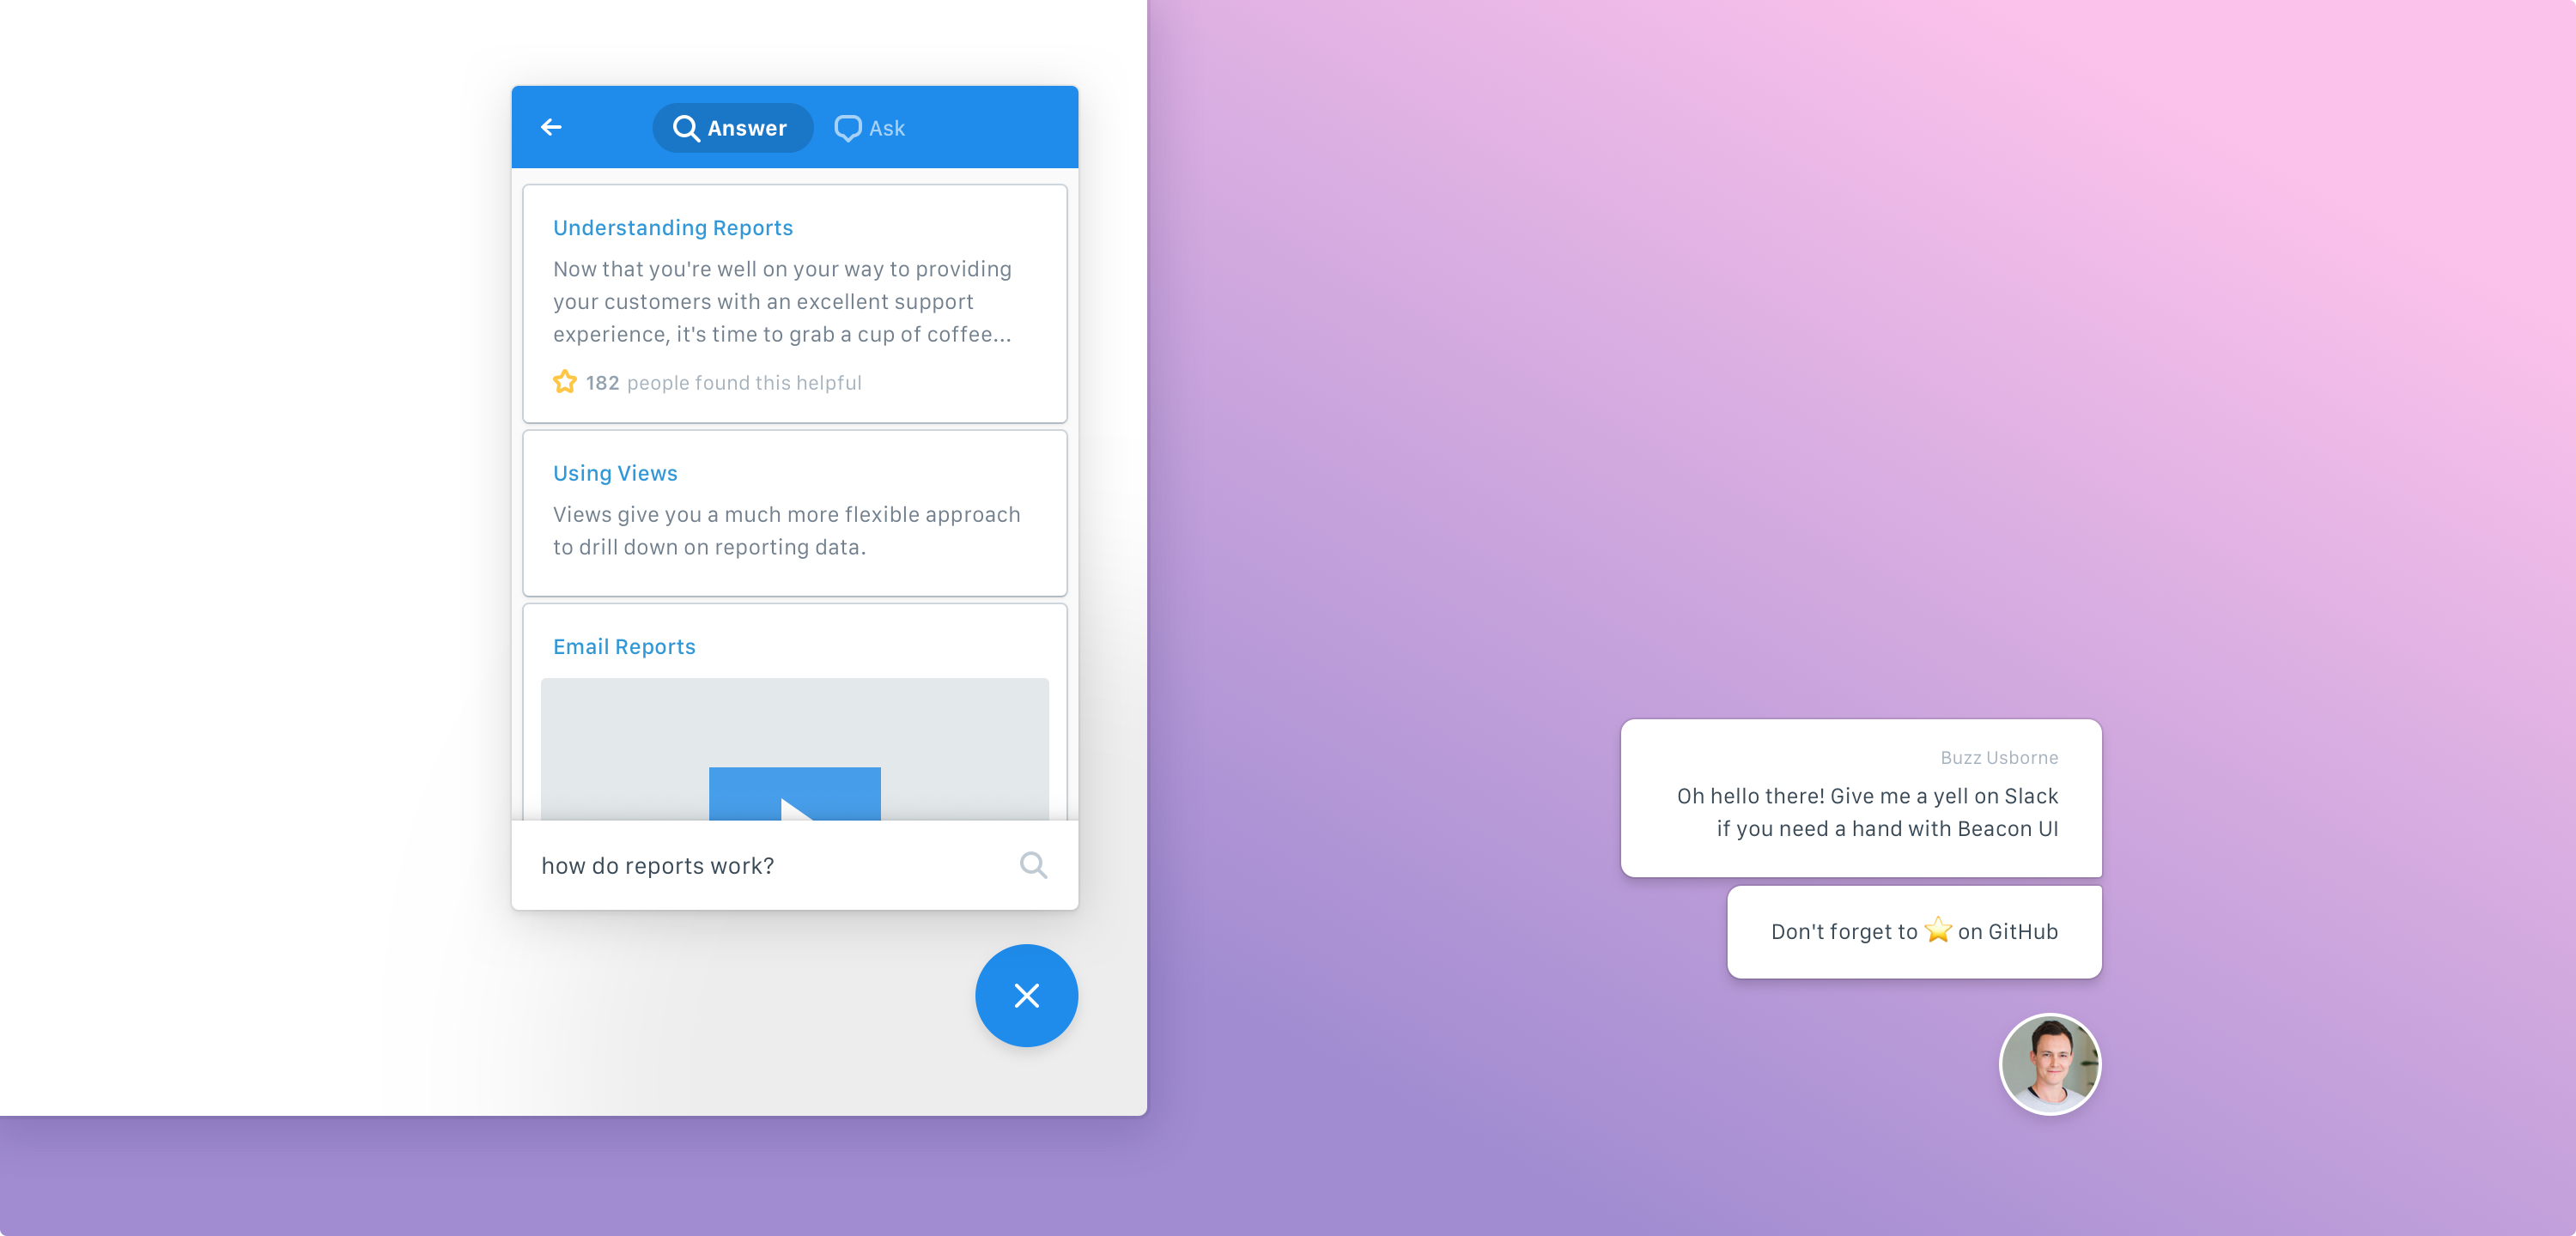 Answer
Ask
Understanding Reports
Now that you're well on your way to providing
your customers with an excellent support
experience, it's time to grab a cup of coffee...
182 people found this helpful
Using Views
Views give you a much more flexible approach
to drill down on reporting data.
Email Reports
how do reports work?
Buzz Usborne
Oh hello there! Give me a yell on Slack
if you need a hand with Beacon UI
Don't forget to ⭐ on GitHub